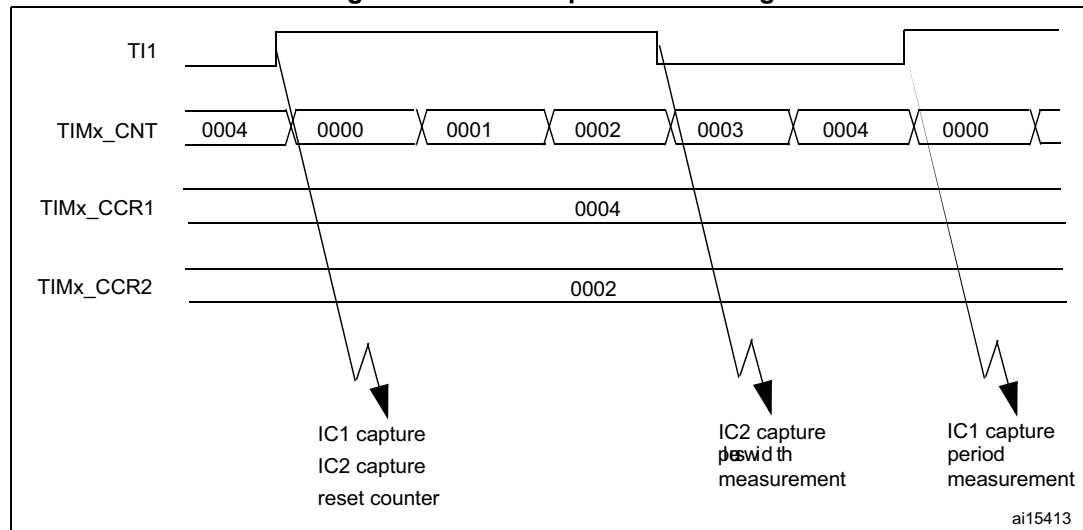 TI1
TIMx_CNT 0004 0000 0001 0002 0003 0004 0000
TIMx_CCR1 0004
TIMx_CCR2 0002
IC1 capture
IC2 capture
reset counter
IC2 capture
measurement
IC1 capture
period
measurement
ai15413